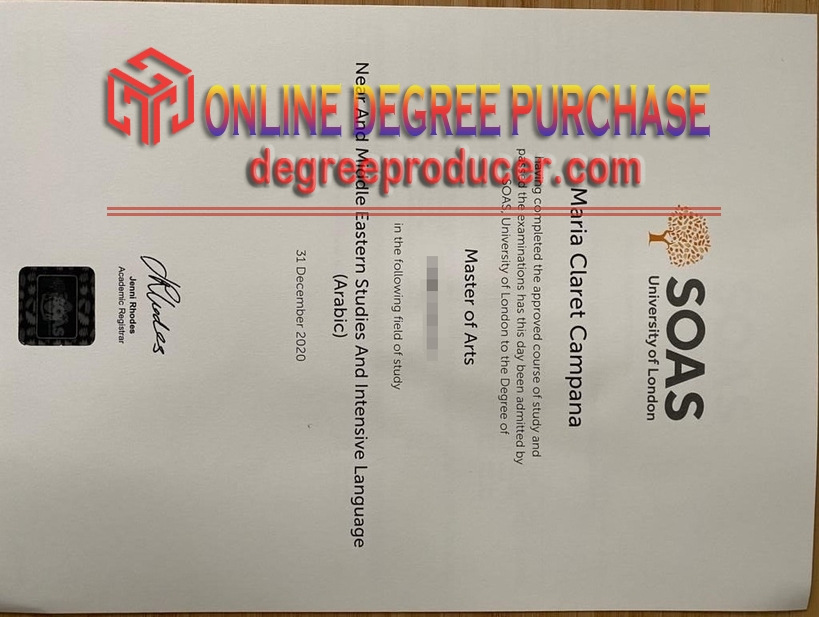 ONLINE DEGREE PURCHASE
degreeproducer.com
SOAS
University of London
Maria Claret Campana
having completed the approved course of study and
passed the examinations has this day been admitted by
SOAS, University of London to the Degree of
Master of Arts
in the following field of study
Near And Middle Eastern Studies And Intensive Language
(Arabic)
31 December 2020
Jenni Rhodes
Academic Registrar
SOAS